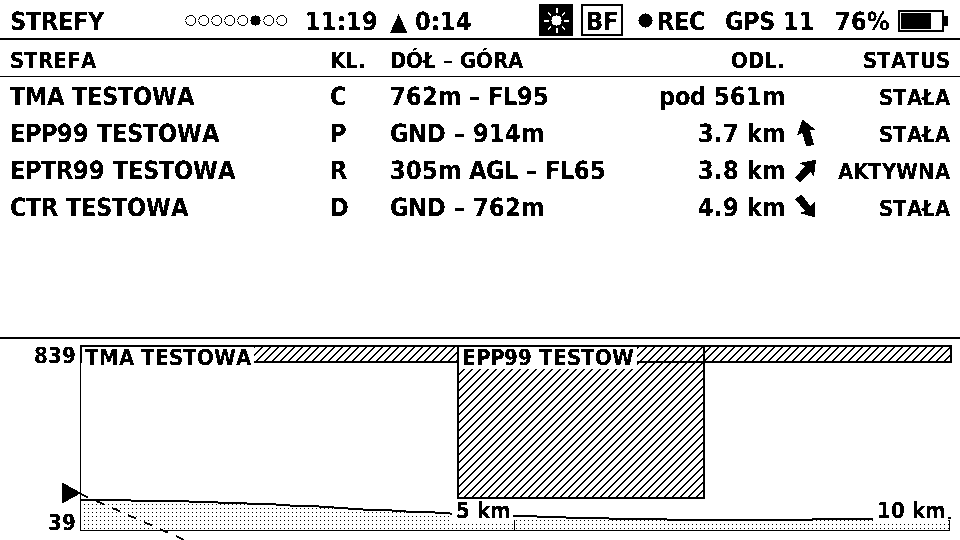 STREFY 11:19 ▲ 0:14 BF ●REC GPS 11 76%
STREFA KL. DÓŁ – GÓRA ODL. STATUS
TMA TESTOWA C 762m – FL95 pod 561m STAŁA
EPP99 TESTOWA P GND – 914m 3.7 km STAŁA
EPTR99 TESTOWA R 305m AGL – FL65 3.8 km AKTYWNA
CTR TESTOWA D GND – 762m 4.9 km STAŁA
839 TMA TESTOWA EPP99 TESTOW
5 km 10 km
39